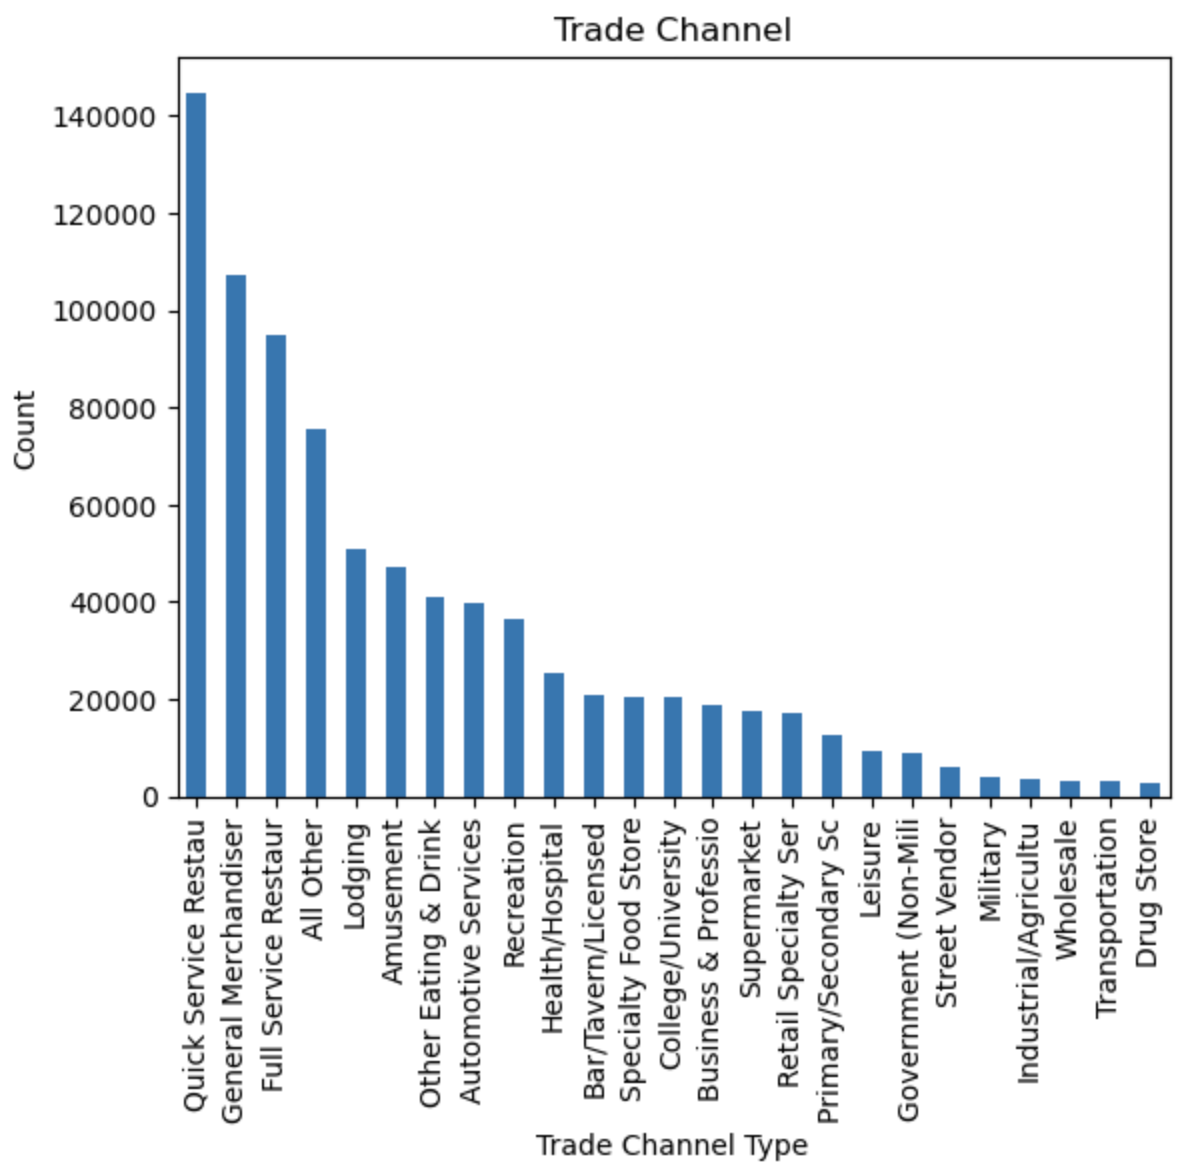 Trade Channel
Count
140000
120000
100000
80000
60000
40000
20000
0
Quick Service Restau
General Merchandiser
Full Service Restaur
All Other
Lodging
Amusement
Other Eating & Drink
Automotive Services
Recreation
Health/Hospital
Bar/Tavern/Licensed
Specialty Food Store
College/University
Business & Professio
Supermarket
Retail Specialty Ser
Primary/Secondary Sc
Leisure
Government (Non-Mili
Street Vendor
Military
Industrial/Agricultu
Wholesale
Transportation
Drug Store
Trade Channel Type